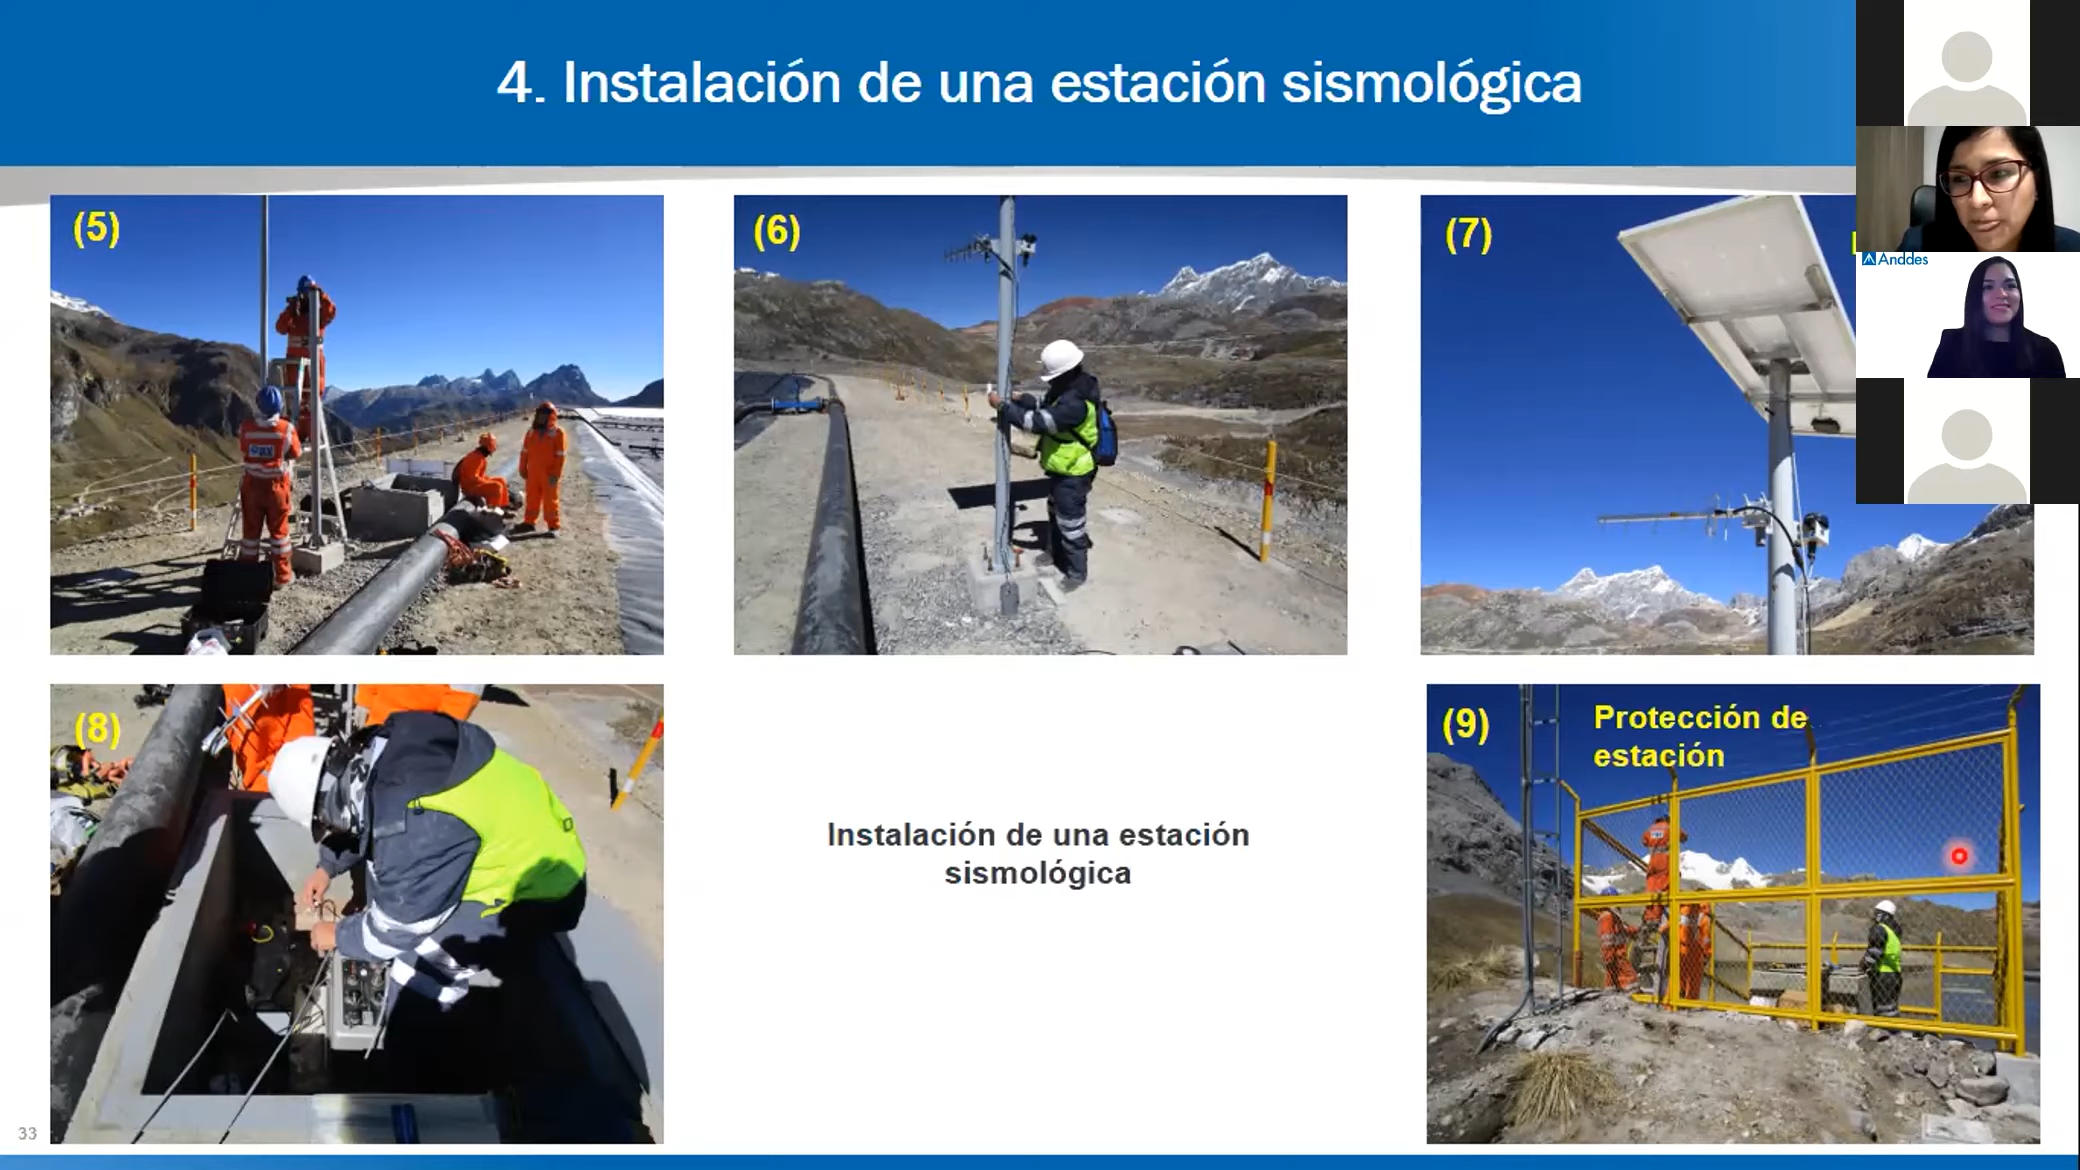 4. Instalación de una estación sismológica
(5)
(6)
(7)
Anddes
(8)
Instalación de una estación
sismológica
(9)
Protección de
estación
33